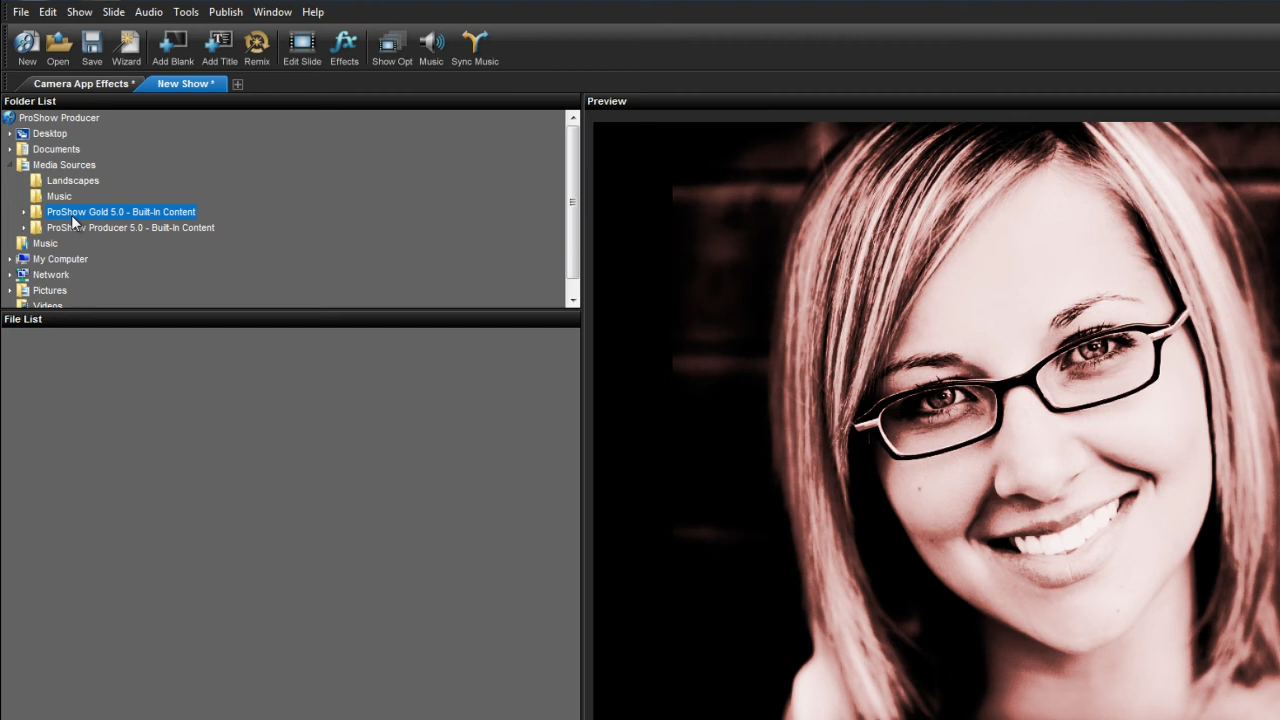 File Edit Show Slide Audio Tools Publish Window Help
New Open Save Wizard Add Blank Add Title Remix Edit Slide Effects Show Opt Music Sync Music
Camera App Effects * New Show *
Folder List
ProShow Producer
Desktop
Documents
Media Sources
Landscapes
Music
ProShow Gold 5.0 - Built-In Content
ProShow Producer 5.0 - Built-In Content
Music
My Computer
Network
Pictures
Videos
File List
Preview